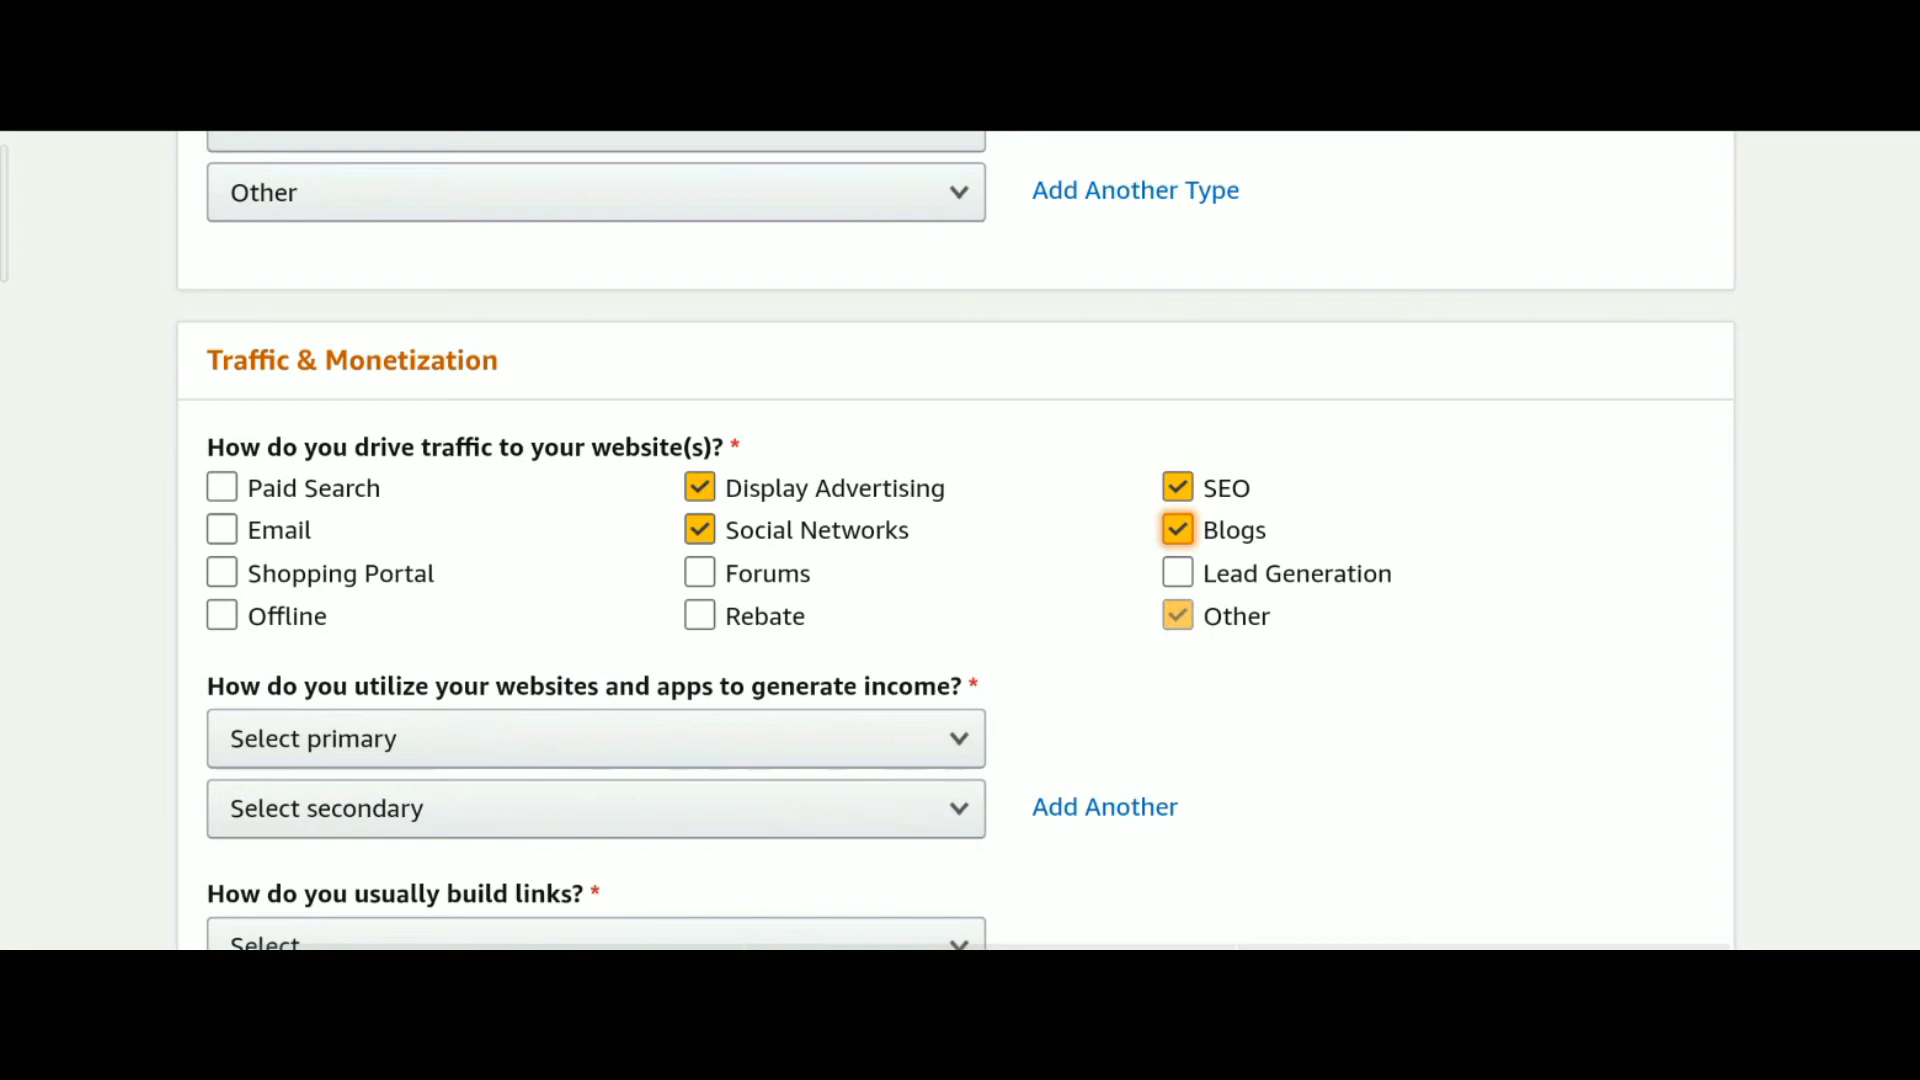 Other
Add Another Type
Traffic & Monetization
How do you drive traffic to your website(s)? *
Paid Search
Display Advertising
SEO
Email
Social Networks
Blogs
Shopping Portal
Forums
Lead Generation
Offline
Rebate
Other
How do you utilize your websites and apps to generate income? *
Select primary
Select secondary
Add Another
How do you usually build links? *
Select